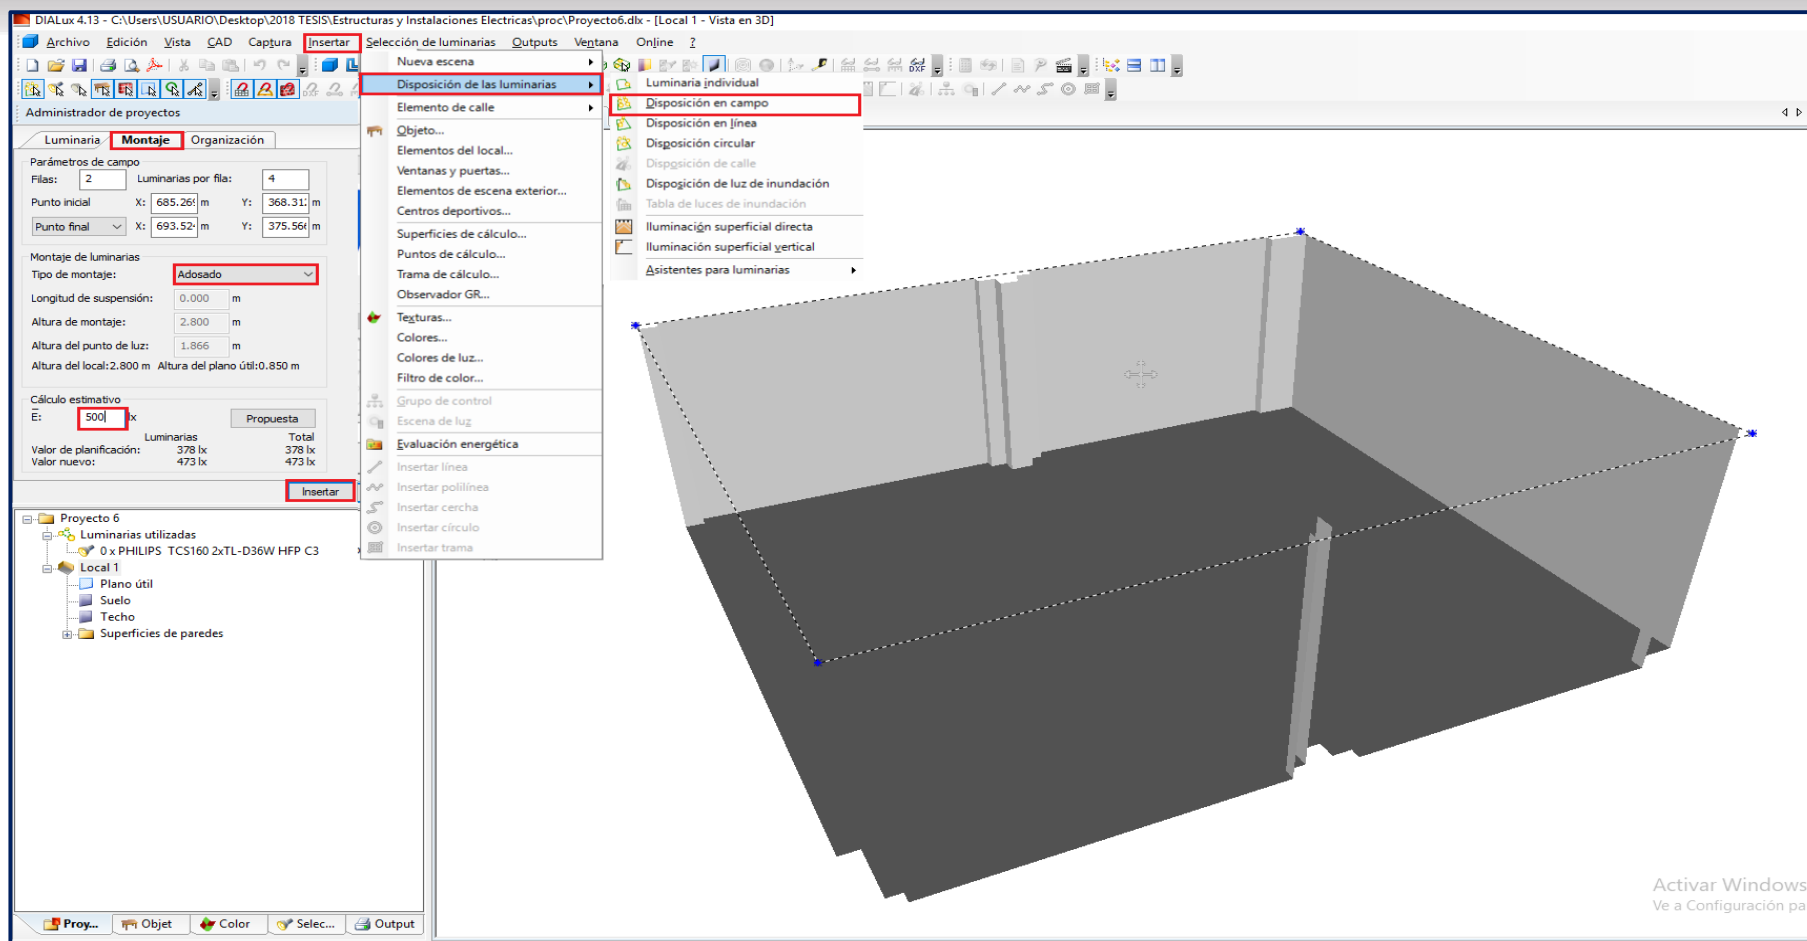 DIALux 4.13 - C:\Users\USUARIO\Desktop\2018 TESIS\Estructuras y Instalaciones Electricas\proc\Proyecto6.dlx - [Local 1 - Vista en 3D]
Archivo Edición Vista CAD Captura Insertar Selección de luminarias Outputs Ventana Online ?
DXF
Administrador de proyectos
Luminaria Montaje Organización
Parámetros de campo
Filas: 2 Luminarias por fila: 4
Punto inicial X: 685.269 m Y: 368.31 m
Punto final X: 693.52 m Y: 375.566 m
Montaje de luminarias
Tipo de montaje: Adosado
Longitud de suspensión: 0.000 m
Altura de montaje: 2.800 m
Altura del punto de luz: 1.866 m
Altura del local:2.800 m Altura del plano útil:0.850 m
Cálculo estimativo
E: 500 lx Propuesta
Luminarias Total
Valor de planificación: 378 lx 378 lx
Valor nuevo: 473 lx 473 lx
Insertar
Proyecto 6
Luminarias utilizadas
0 x PHILIPS TCS160 2xTL-D36W HFP C3
Local 1
Plano útil
Suelo
Techo
Superficies de paredes
Proy... Objet Color Selec... Output
Nueva escena
Disposición de las luminarias
Elemento de calle
Objeto...
Elementos del local...
Ventanas y puertas...
Elementos de escena exterior...
Centros deportivos...
Superficies de cálculo...
Puntos de cálculo...
Trama de cálculo...
Observador GR...
Texturas...
Colores...
Colores de luz...
Filtro de color...
Grupo de control
Escena de luz
Evaluación energética
Insertar línea
Insertar polilínea
Insertar cercha
Insertar círculo
Insertar trama
Luminaria individual
Disposición en campo
Disposición en línea
Disposición circular
Disposición de calle
Disposición de luz de inundación
Tabla de luces de inundación
Iluminación superficial directa
Iluminación superficial vertical
Asistentes para luminarias
Activar Windows
Ve a Configuración pa